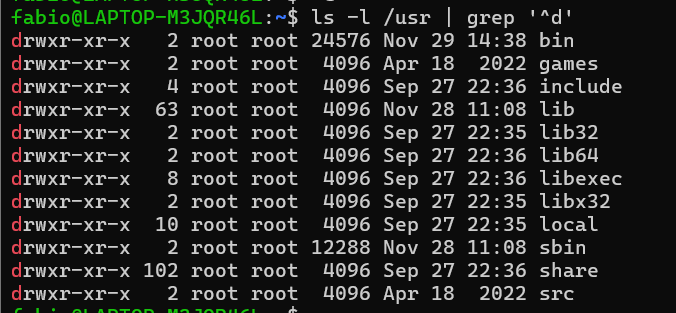 fabio@LAPTOP-M3JQR46L:~$ ls -l /usr | grep '^d'
drwxr-xr-x   2 root root 24576 Nov 29 14:38 bin
drwxr-xr-x   2 root root  4096 Apr 18  2022 games
drwxr-xr-x   4 root root  4096 Sep 27 22:36 include
drwxr-xr-x  63 root root  4096 Nov 28 11:08 lib
drwxr-xr-x   2 root root  4096 Sep 27 22:35 lib32
drwxr-xr-x   2 root root  4096 Sep 27 22:36 lib64
drwxr-xr-x   8 root root  4096 Sep 27 22:36 libexec
drwxr-xr-x   2 root root  4096 Sep 27 22:35 libx32
drwxr-xr-x  10 root root  4096 Sep 27 22:35 local
drwxr-xr-x   2 root root 12288 Nov 28 11:08 sbin
drwxr-xr-x 102 root root  4096 Sep 27 22:36 share
drwxr-xr-x   2 root root  4096 Apr 18  2022 src
fabio@LAPTOP-M3JQR46L:~$